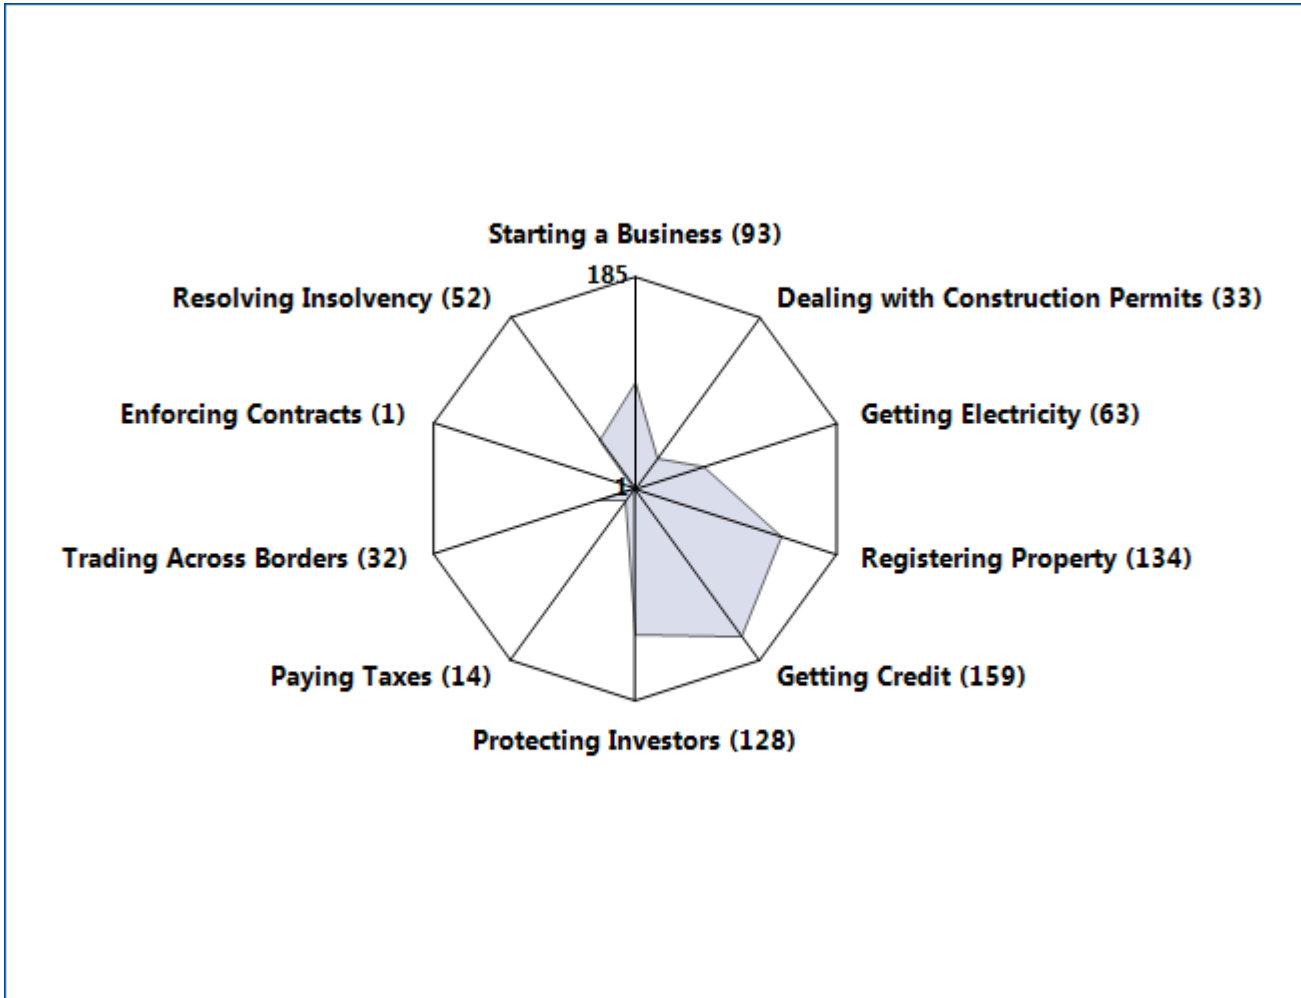 Starting a Business (93)
185
Resolving Insolvency (52)
Dealing with Construction Permits (33)
Enforcing Contracts (1)
Getting Electricity (63)
1
Trading Across Borders (32)
Registering Property (134)
Paying Taxes (14)
Getting Credit (159)
Protecting Investors (128)